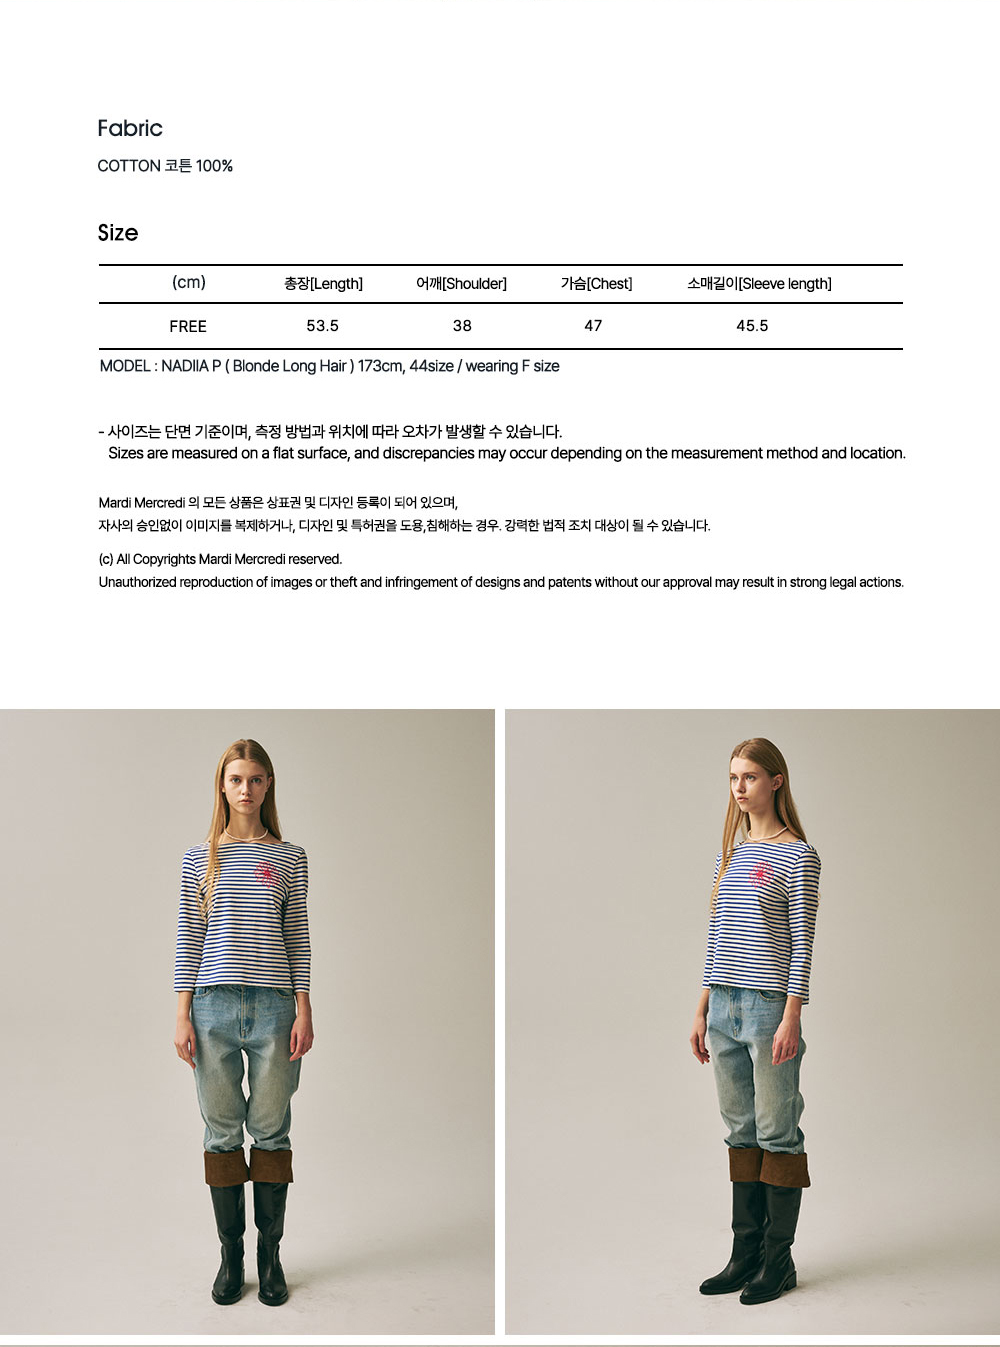 Fabric
COTTON 코튼 100%
Size
(cm) 총장[Length] 어깨[Shoulder] 가슴[Chest] 소매길이[Sleeve length]
FREE 53.5 38 47 45.5
MODEL : NADIIA P ( Blonde Long Hair ) 173cm, 44size / wearing F size
- 사이즈는 단면 기준이며, 측정 방법과 위치에 따라 오차가 발생할 수 있습니다.
Sizes are measured on a flat surface, and discrepancies may occur depending on the measurement method and location.
Mardi Mercredi 의 모든 상품은 상표권 및 디자인 등록이 되어 있으며,
자사의 승인없이 이미지를 복제하거나, 디자인 및 특허권을 도용,침해하는 경우. 강력한 법적 조치 대상이 될 수 있습니다.
(c) All Copyrights Mardi Mercredi reserved.
Unauthorized reproduction of images or theft and infringement of designs and patents without our approval may result in strong legal actions.